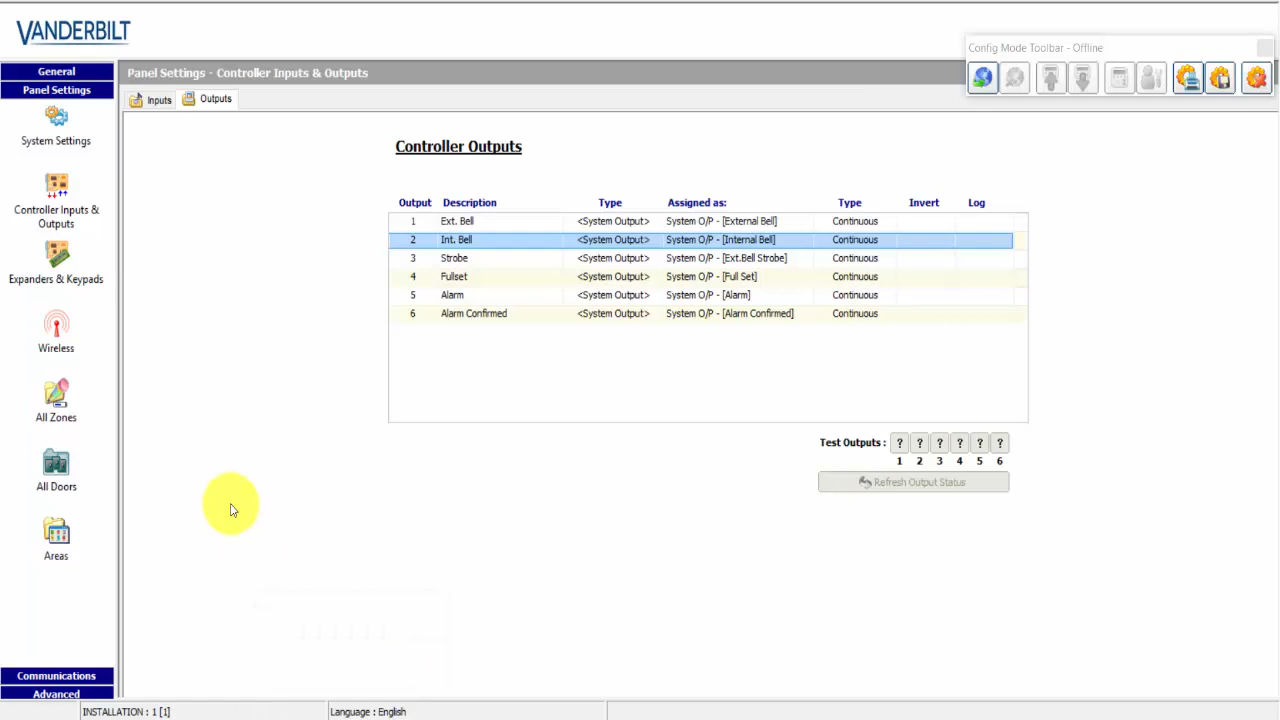 VANDERBILT
Config Mode Toolbar - Offline
General
Panel Settings
Panel Settings - Controller Inputs & Outputs
Inputs
Outputs
System Settings
Controller Inputs & Outputs
Expanders & Keypads
Wireless
All Zones
All Doors
Areas
Communications
Advanced
Controller Outputs
Output Description Type Assigned as: Type Invert Log
1 Ext. Bell <System Output> System O/P - [External Bell] Continuous
2 Int. Bell <System Output> System O/P - [Internal Bell] Continuous
3 Strobe <System Output> System O/P - [Ext.Bell Strobe] Continuous
4 Fullset <System Output> System O/P - [Full Set] Continuous
5 Alarm <System Output> System O/P - [Alarm] Continuous
6 Alarm Confirmed <System Output> System O/P - [Alarm Confirmed] Continuous
Test Outputs : ? ? ? ? ? ?
1 2 3 4 5 6
Refresh Output Status
INSTALLATION : 1 [1]
Language : English